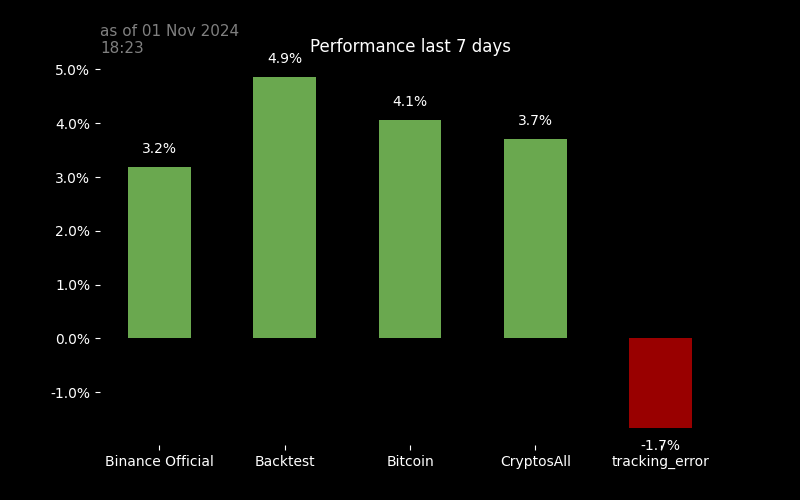 as of 01 Nov 2024
18:23
Performance last 7 days
5.0%
4.0%
3.0%
2.0%
1.0%
0.0%
-1.0%
3.2%
4.9%
4.1%
3.7%
-1.7%
Binance Official
Backtest
Bitcoin
CryptosAll
tracking_error